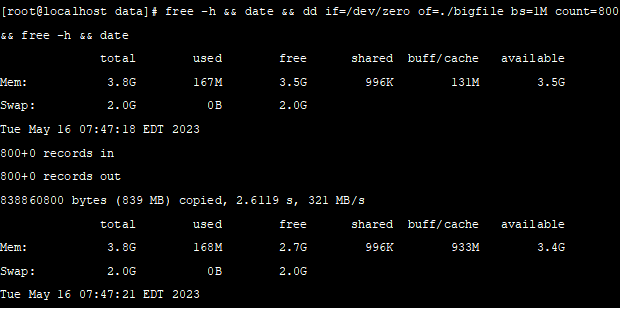 [root@localhost data]# free -h && date && dd if=/dev/zero of=./bigfile bs=1M count=800
&& free -h && date
total used free shared buff/cache available
Mem: 3.8G 167M 3.5G 996K 131M 3.5G
Swap: 2.0G 0B 2.0G
Tue May 16 07:47:18 EDT 2023
800+0 records in
800+0 records out
838860800 bytes (839 MB) copied, 2.6119 s, 321 MB/s
total used free shared buff/cache available
Mem: 3.8G 168M 2.7G 996K 933M 3.4G
Swap: 2.0G 0B 2.0G
Tue May 16 07:47:21 EDT 2023